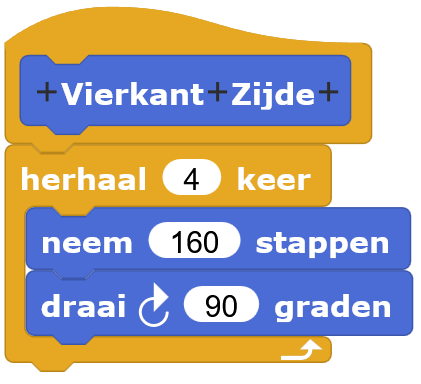 +Vierkant+Zijde+
herhaal 4 keer
neem 160 stappen
draai 90 graden